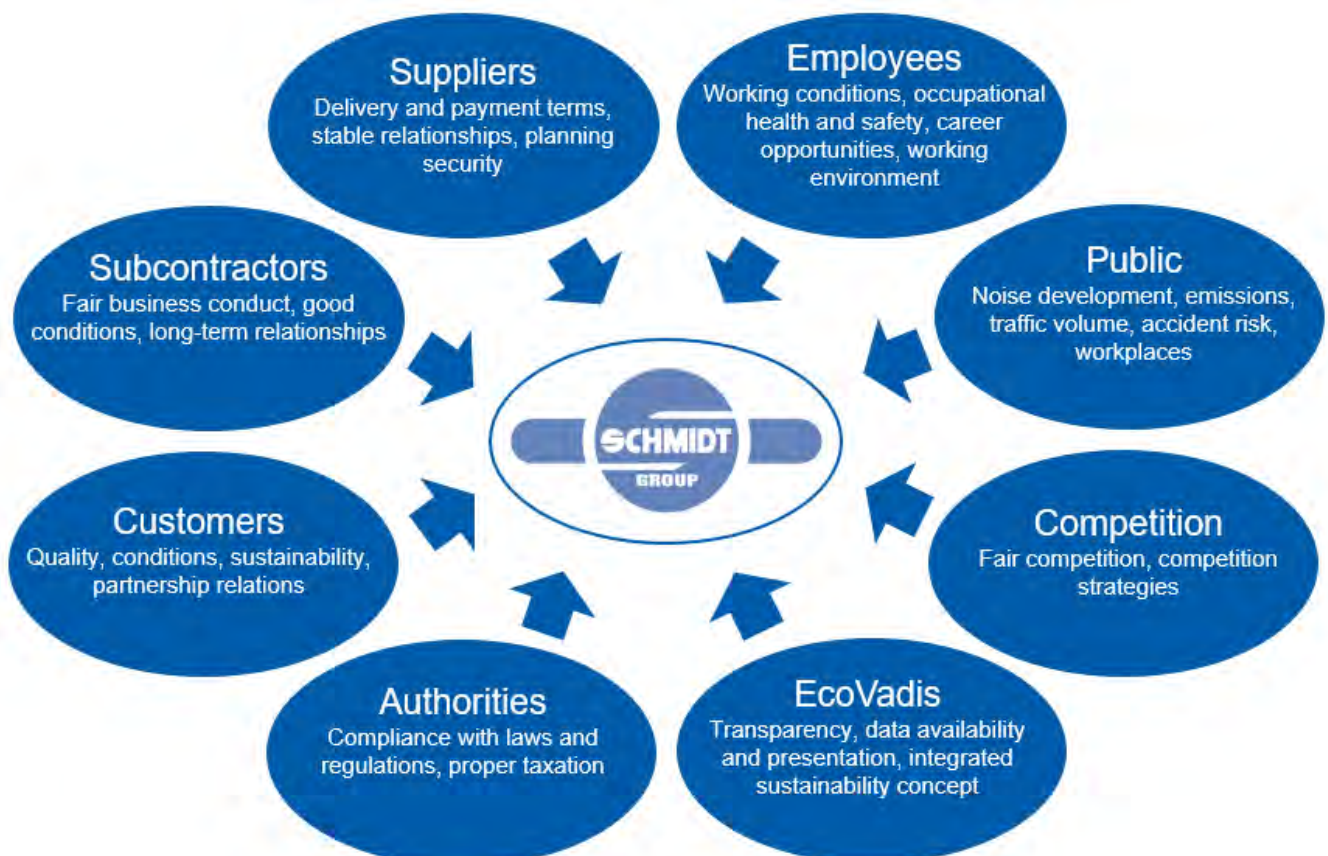 Suppliers
Delivery and payment terms,
stable relationships, planning
security
Employees
Working conditions, occupational
health and safety, career
opportunities, working
environment
Subcontractors
Fair business conduct, good
conditions, long-term relationships
Public
Noise development, emissions,
traffic volume, accident risk,
workplaces
SCHMIDT
GROUP
Customers
Quality, conditions, sustainability,
partnership relations
Competition
Fair competition, competition
strategies
Authorities
Compliance with laws and
regulations, proper taxation
EcoVadis
Transparency, data availability
and presentation, integrated
sustainability concept